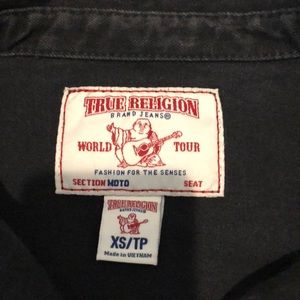 TRUE RELIGION
BRAND JEANS®
WORLD TOUR
FASHION FOR THE SENSES
SECTION MOTO SEAT
TRUE RELIGION
BRAND JEANS
XS/TP
Made in VIETNAM